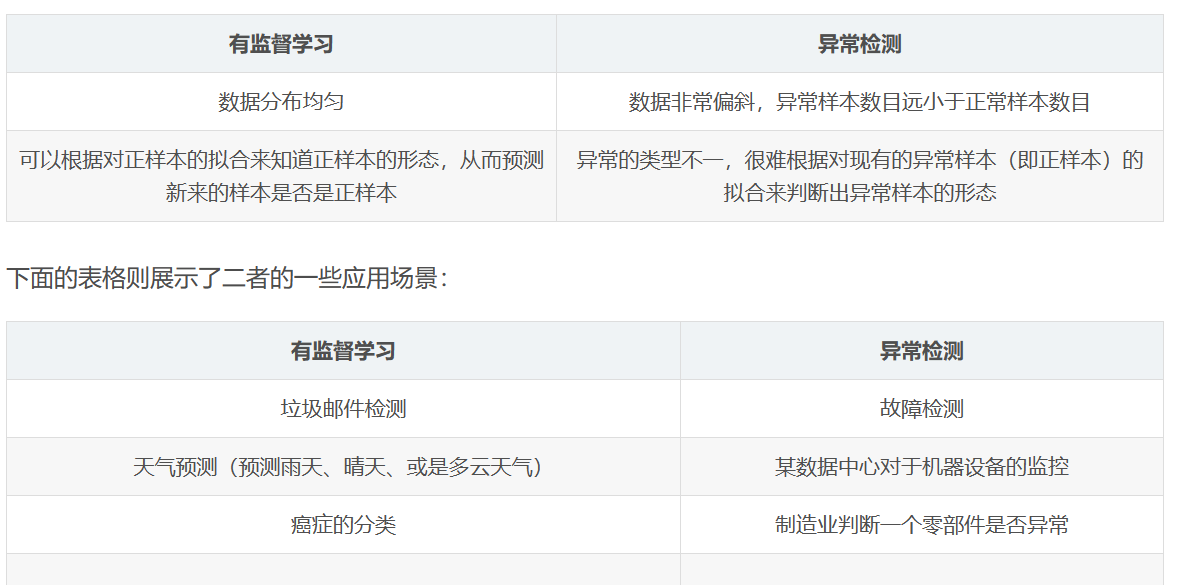 有监督学习
异常检测
数据分布均匀
数据非常偏斜，异常样本数目远小于正常样本数目
可以根据对正样本的拟合来知道正样本的形态，从而预测
新来的样本是否是正样本
异常的类型不一，很难根据对现有的异常样本（即正样本）的
拟合来判断出异常样本的形态
下面的表格则展示了二者的一些应用场景：
有监督学习
异常检测
垃圾邮件检测
故障检测
天气预测（预测雨天、晴天、或是多云天气）
某数据中心对于机器设备的监控
癌症的分类
制造业判断一个零部件是否异常